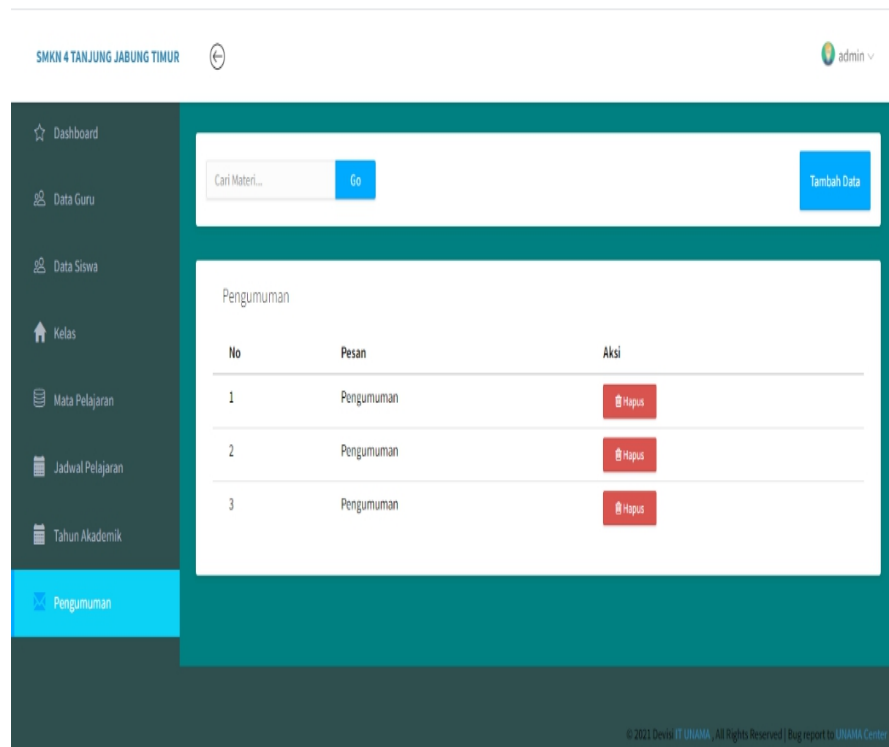 SMKN 4 TANJUNG JABUNG TIMUR
admin
Dashboard
Data Guru
Data Siswa
Kelas
Mata Pelajaran
Jadwal Pelajaran
Tahun Akademik
Pengumuman
Cari Materi...
Go
Tambah Data
Pengumuman
No Pesan Aksi
1 Pengumuman Hapus
2 Pengumuman Hapus
3 Pengumuman Hapus
© 2021 Devisi IT UNAMA , All Rights Reserved | Bug report to UNAMA Center